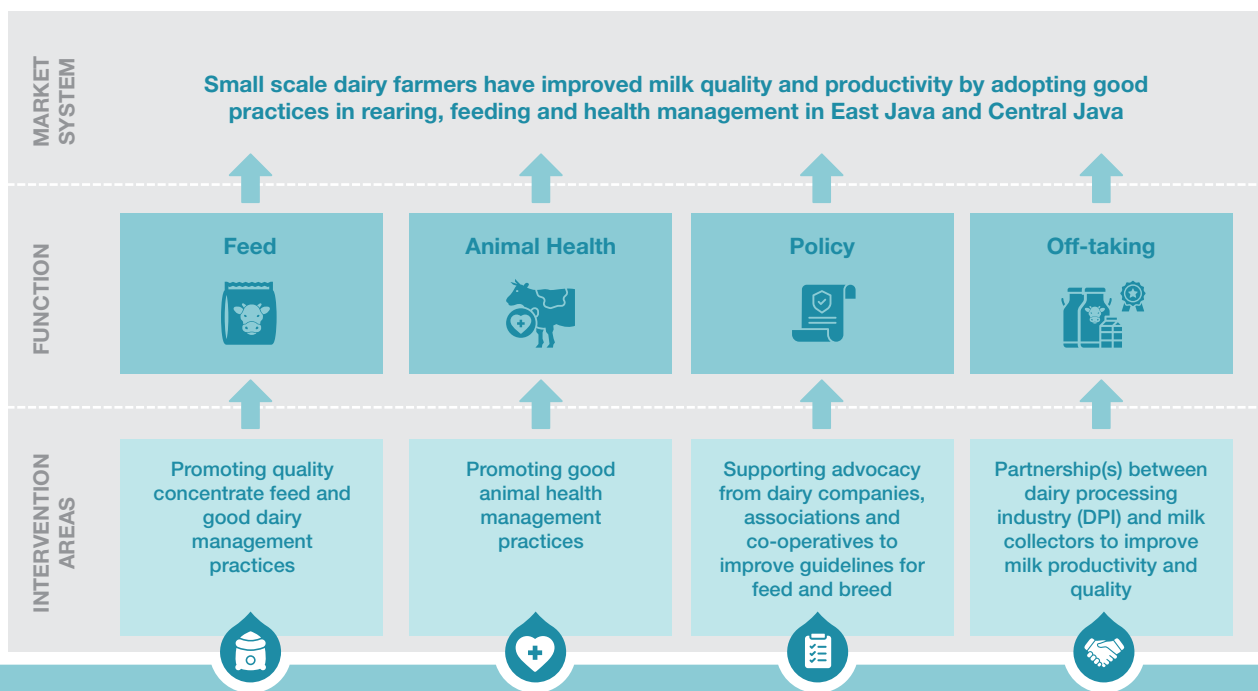 MARKET
SYSTEM
Small scale dairy farmers have improved milk quality and productivity by adopting good
practices in rearing, feeding and health management in East Java and Central Java
FUNCTION
Feed
Animal Health
Policy
Off-taking
INTERVENTION
AREAS
Promoting quality
concentrate feed and
good dairy
management
practices
Promoting good
animal health
management
practices
Supporting advocacy
from dairy companies,
associations and
co-operatives to
improve guidelines for
feed and breed
Partnership(s) between
dairy processing
industry (DPI) and milk
collectors to improve
milk productivity and
quality